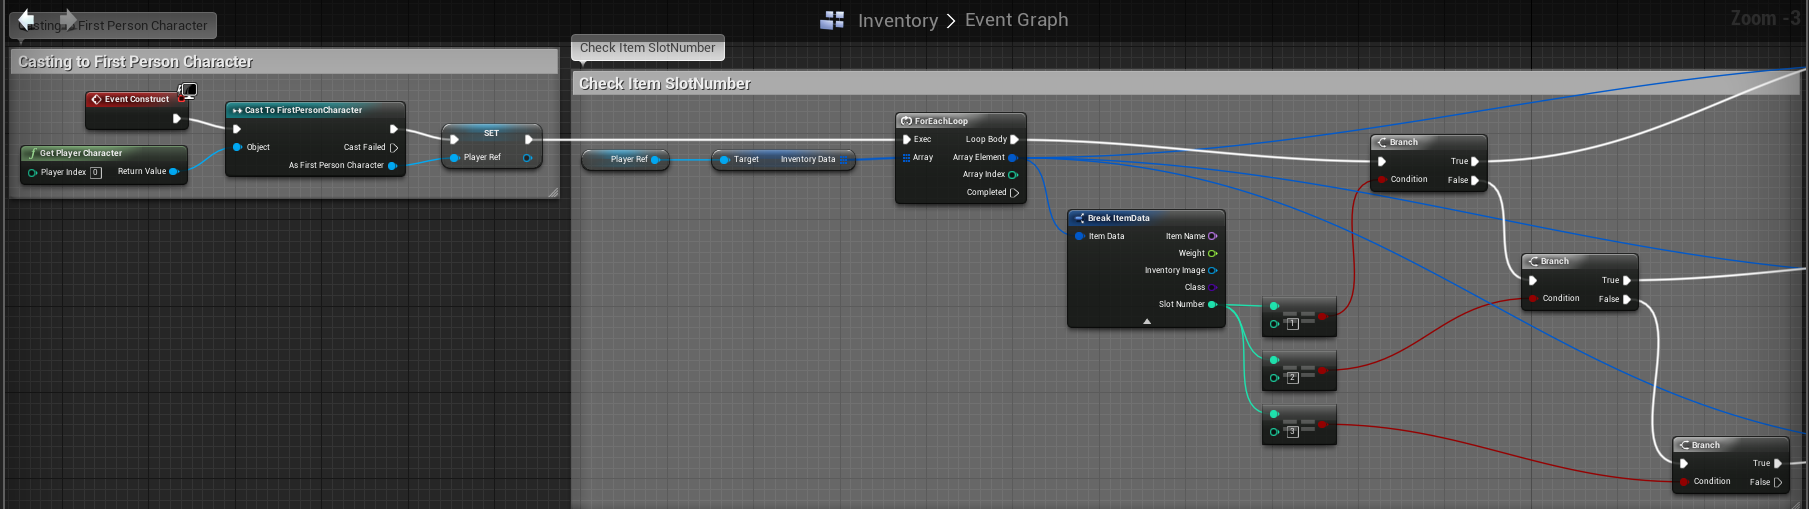 Casting to First Person Character
Inventory > Event Graph
Zoom -3
Casting to First Person Character
Event Construct
Cast To FirstPersonCharacter
Object
Cast Failed
As First Person Character
Get Player Character
Player Index 0
Return Value
SET
Player Ref
Check Item SlotNumber
Check Item SlotNumber
Player Ref
Target Inventory Data
ForEachLoop
Exec Loop Body
Array Array Element
Array Index
Completed
Break ItemData
Item Data Item Name
Weight
Inventory Image
Class
Slot Number
1
2
3
Branch
True
Condition False
Branch
True
Condition False
Branch
True
Condition False